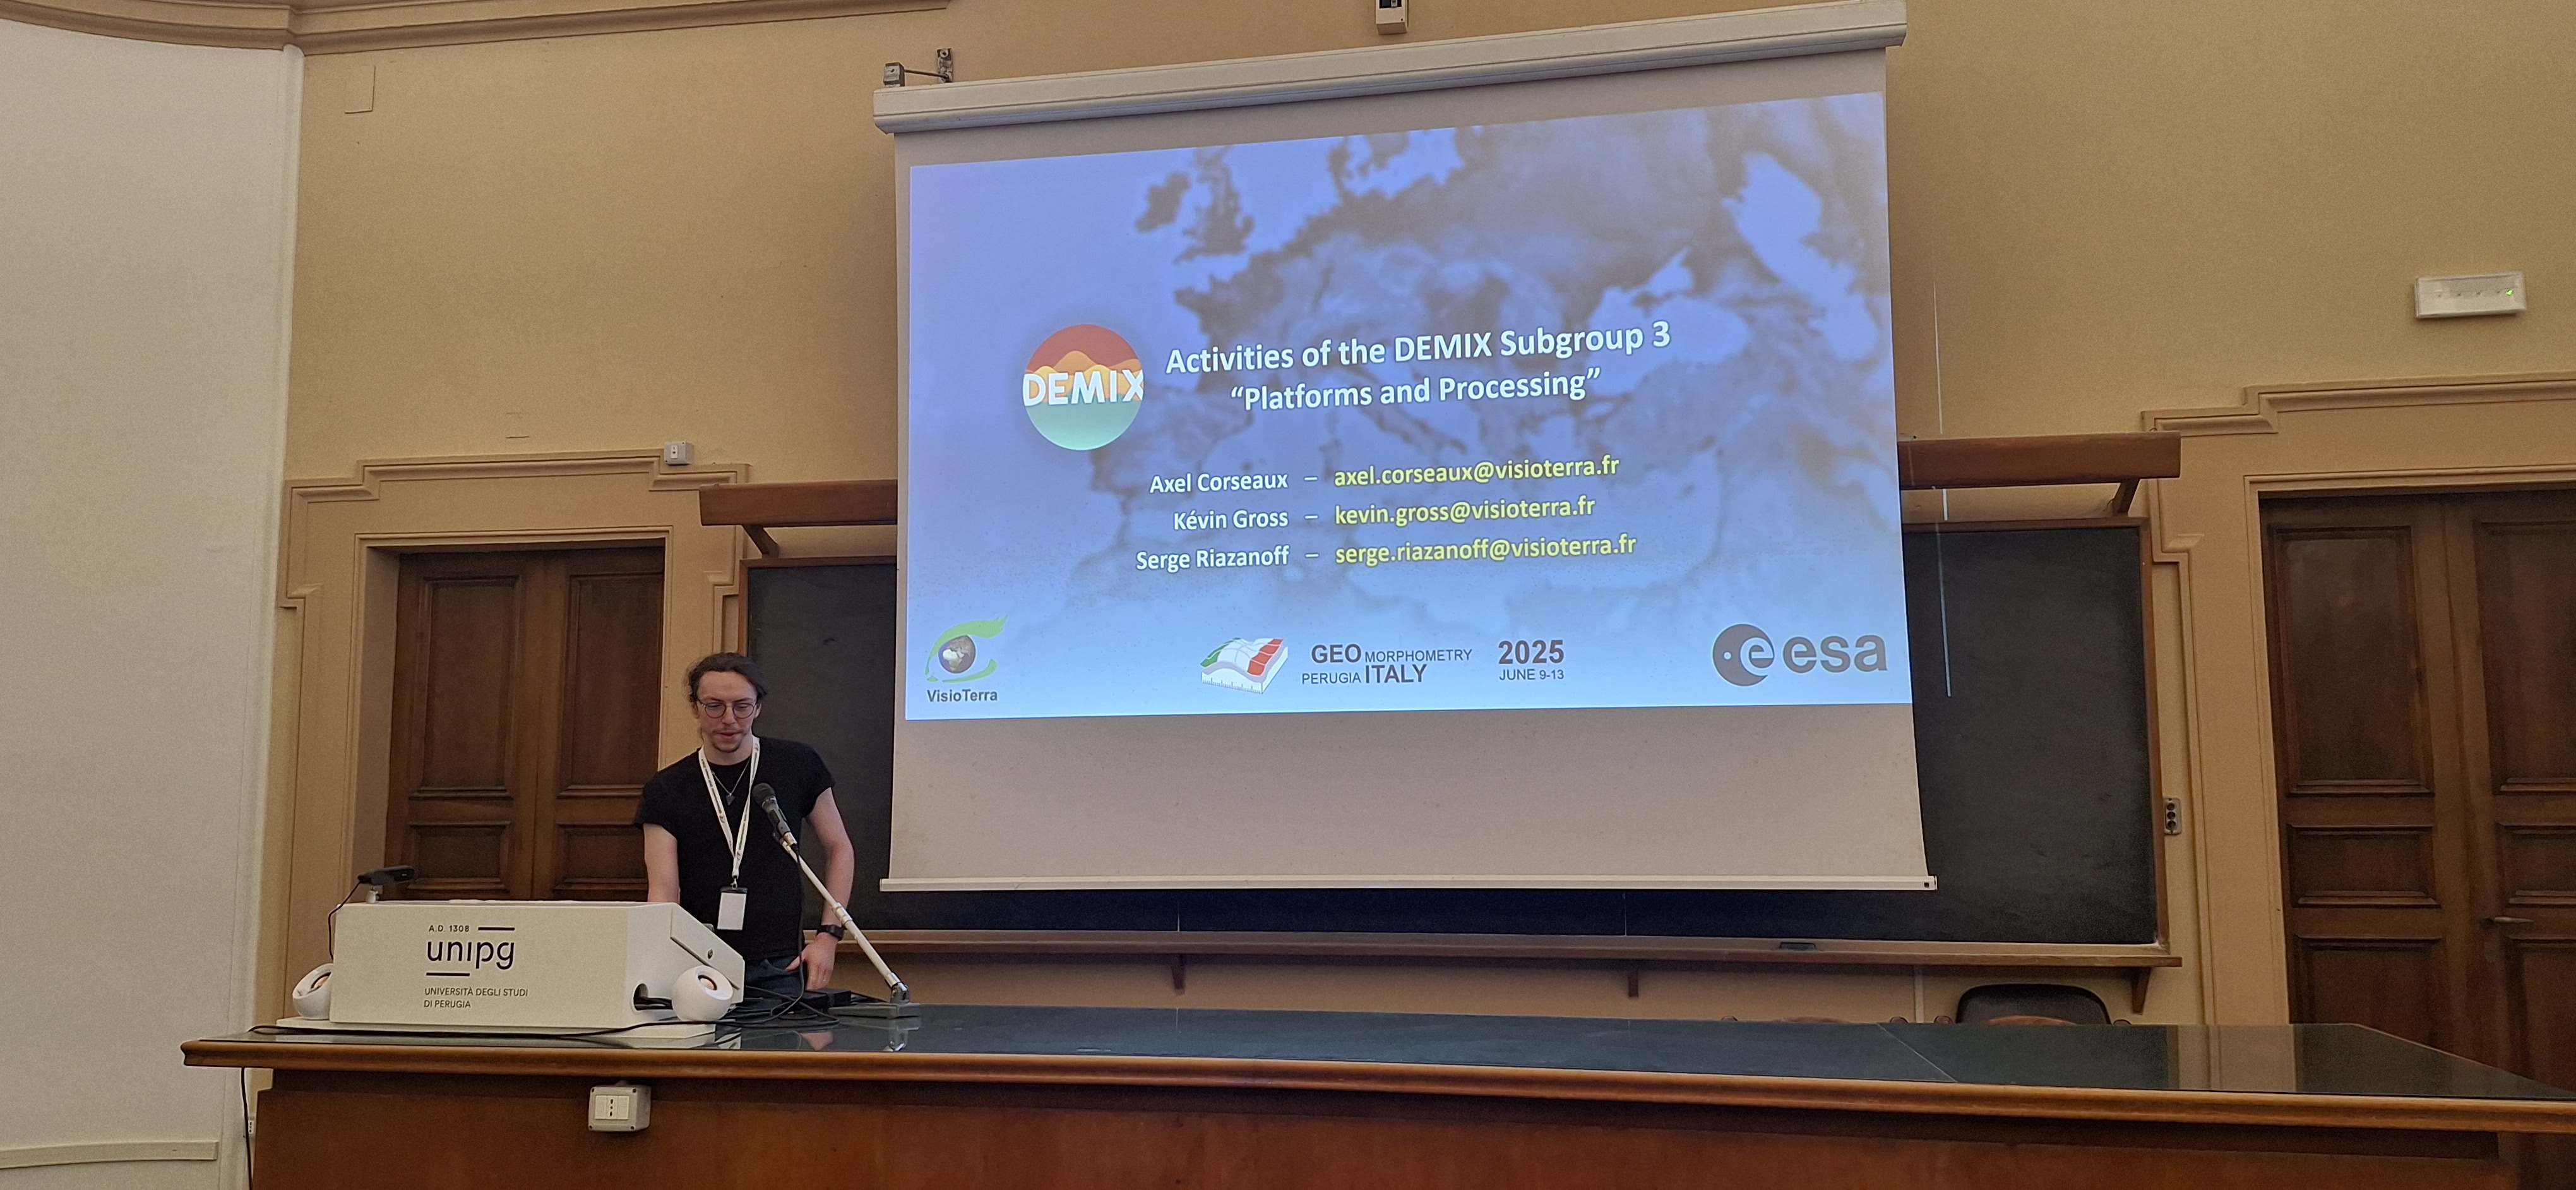 DEMIX
Activities of the DEMIX Subgroup 3
“Platforms and Processing”
Axel Corseaux – axel.corseaux@visioterra.fr
Kévin Gross – kevin.gross@visioterra.fr
Serge Riazanoff – serge.riazanoff@visioterra.fr
VisioTerra
GEO MORPHOMETRY
PERUGIA ITALY
2025
JUNE 9-13
esa
A.D. 1308
unipg
UNIVERSITÀ DEGLI STUDI
DI PERUGIA